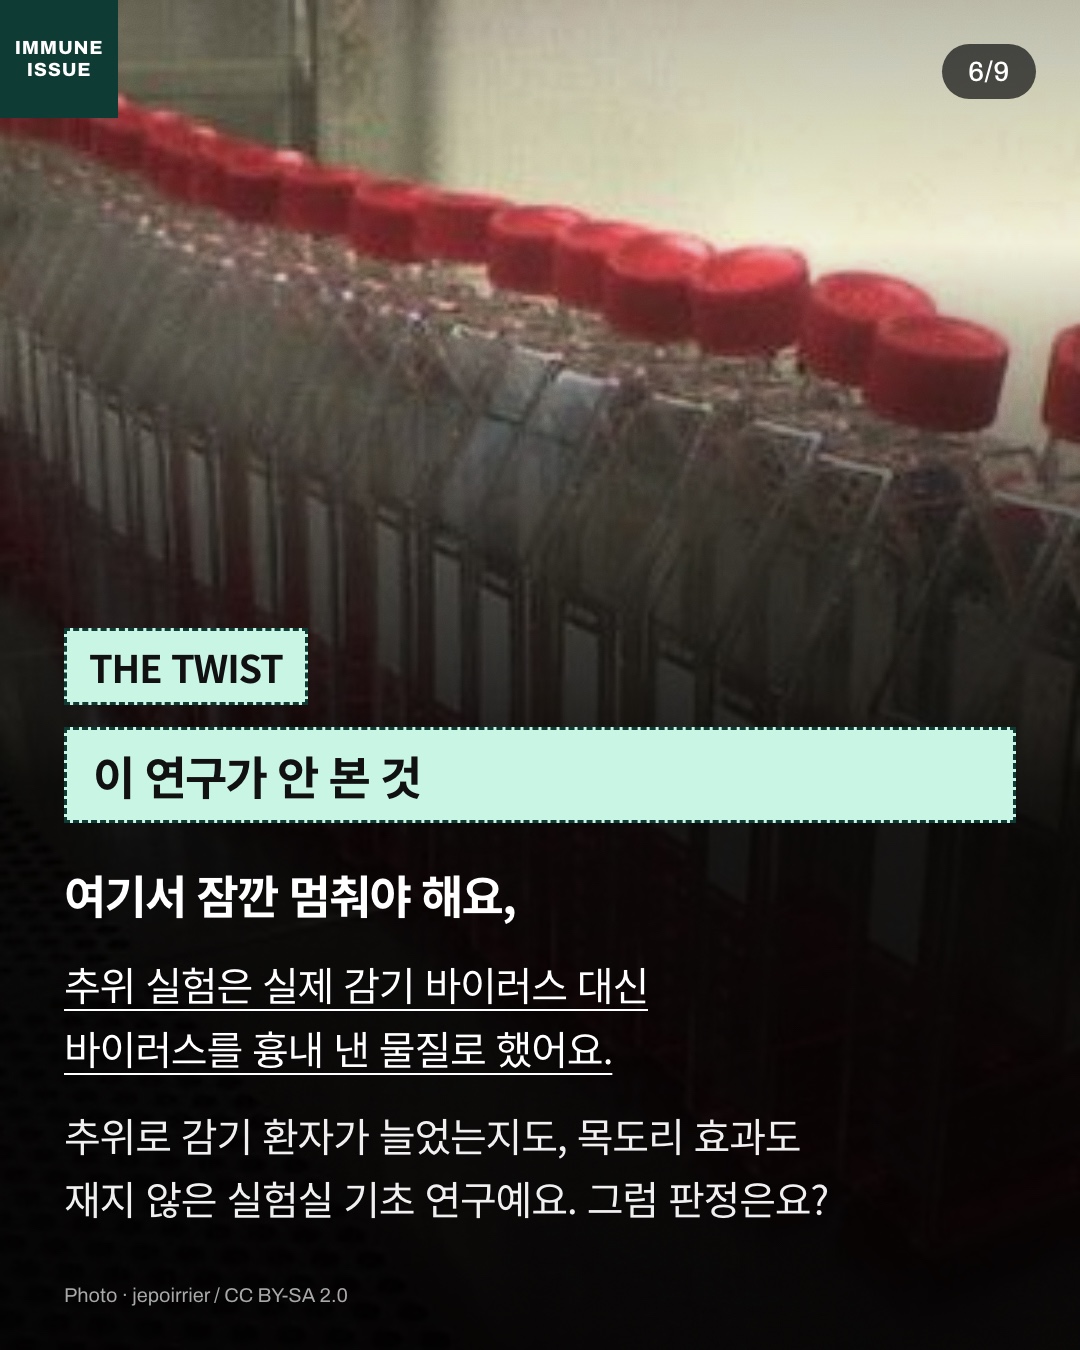 IMMUNE
ISSUE
6/9
THE TWIST
이 연구가 안 본 것
여기서 잠깐 멈춰야 해요,
추위 실험은 실제 감기 바이러스 대신
바이러스를 흉내 낸 물질로 했어요.
추위로 감기 환자가 늘었는지도, 목도리 효과도
재지 않은 실험실 기초 연구예요. 그럼 판정은요?
Photo · jepoirrier / CC BY-SA 2.0